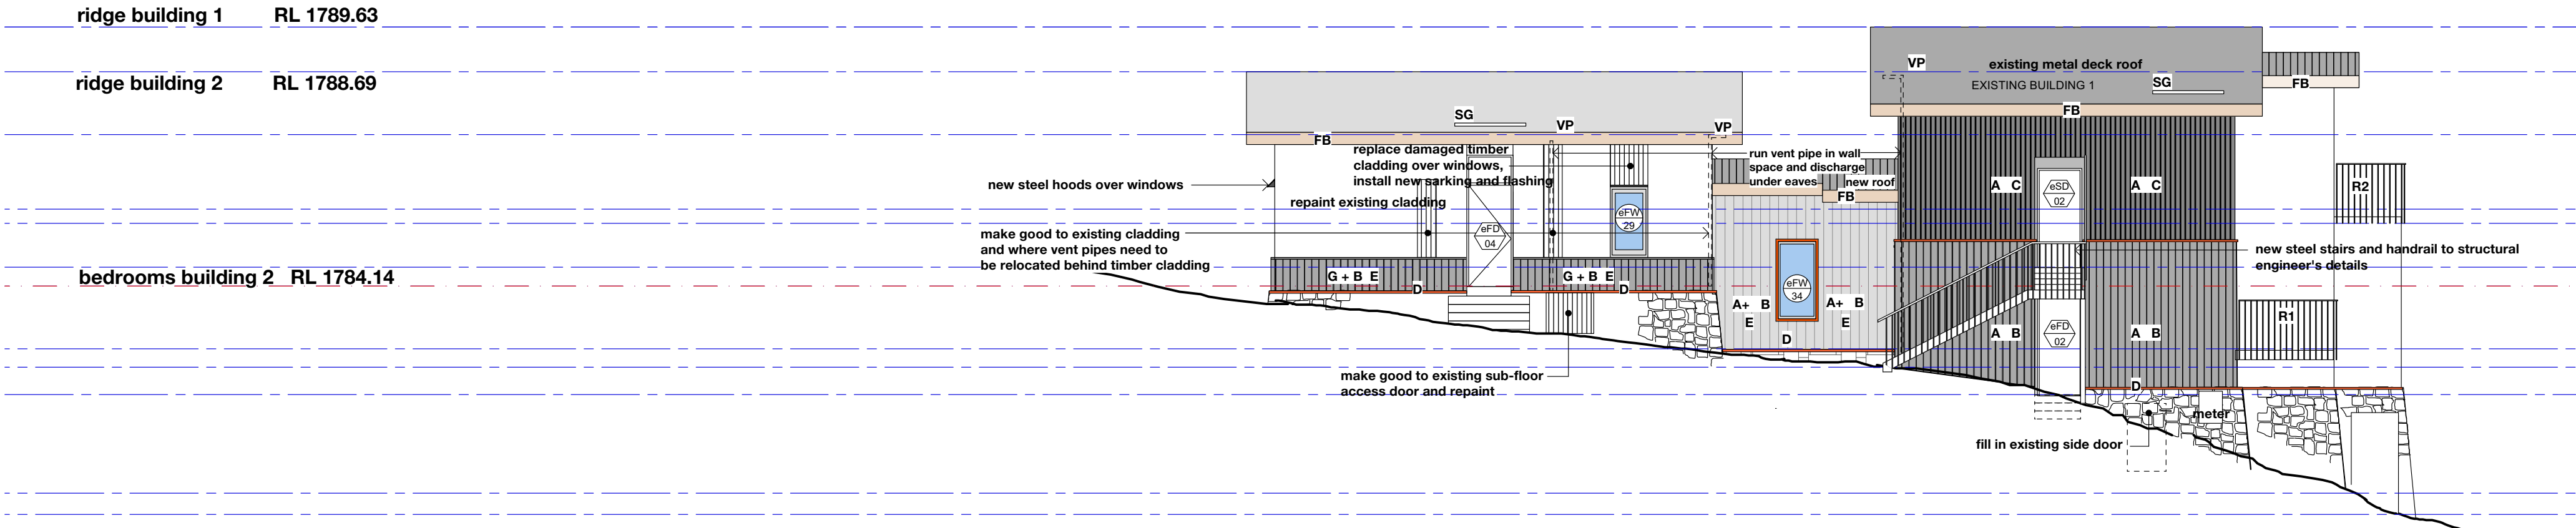 ridge building 1 RL 1789.63
ridge building 2 RL 1788.69
bedrooms building 2 RL 1784.14
SG
VP
VP
FB
replace damaged timber
cladding over windows,
install new sarking and flashing
new steel hoods over windows
repaint existing cladding
make good to existing cladding
and where vent pipes need to
be relocated behind timber cladding
eFD
04
eFW
29
G + B E
D
G + B E
D
make good to existing sub-floor
access door and repaint
run vent pipe in wall
space and discharge
under eaves
new roof
FB
eFW
34
A+ B
E
A+ B
E
D
VP
existing metal deck roof
EXISTING BUILDING 1
SG
FB
FB
A C
eSD
02
A C
R2
new steel stairs and handrail to structural
engineer's details
A B
eFD
02
A B
R1
D
meter
fill in existing side door